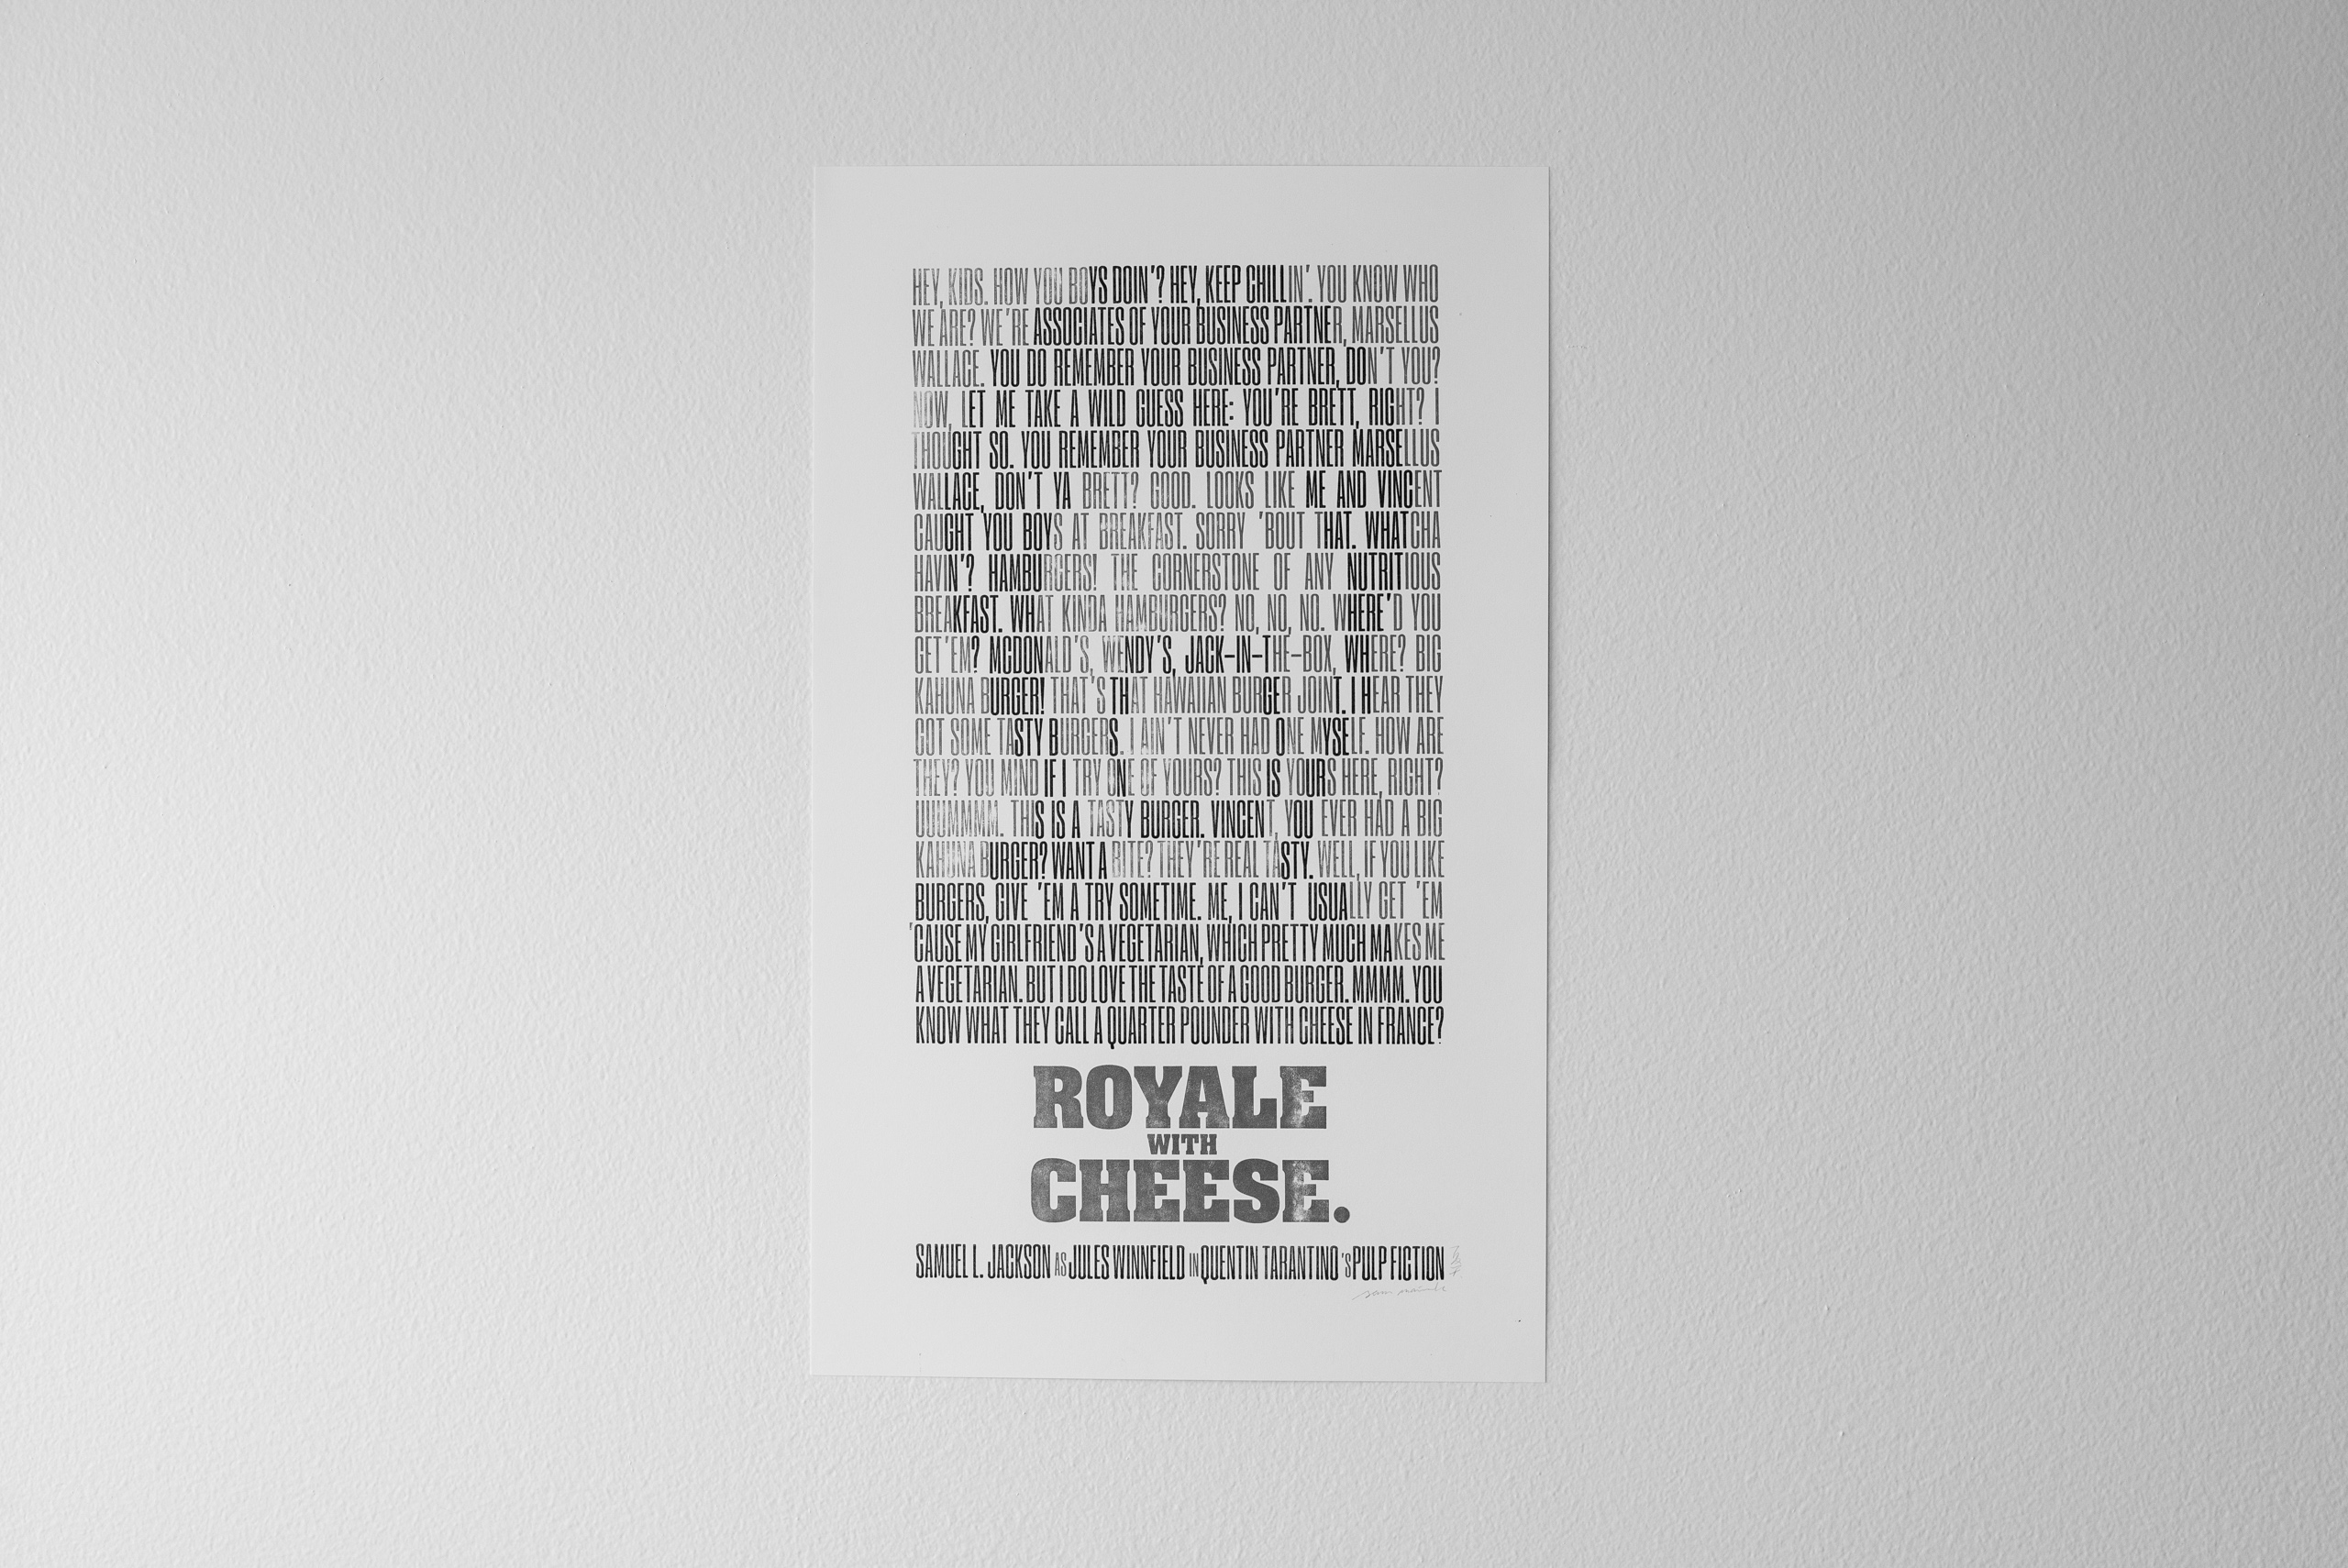 HEY, KIDS. HOW YOU BOYS DOIN'? HEY, KEEP CHILLIN'. YOU KNOW WHO
WE ARE? WE'RE ASSOCIATES OF YOUR BUSINESS PARTNER, MARSELLUS
WALLACE. YOU DO REMEMBER YOUR BUSINESS PARTNER, DON'T YOU?
NOW, LET ME TAKE A WILD GUESS HERE: YOU'RE BRETT, RIGHT? I
THOUGHT SO. YOU REMEMBER YOUR BUSINESS PARTNER MARSELLUS
WALLACE, DON'T YA BRETT? GOOD. LOOKS LIKE ME AND VINCENT
CAUGHT YOU BOYS AT BREAKFAST. SORRY 'BOUT THAT. WHATCHA
HAVIN'? HAMBURGERS! THE CORNERSTONE OF ANY NUTRITIOUS
BREAKFAST. WHAT KINDA HAMBURGERS? NO, NO, NO. WHERE'D YOU
GET 'EM? MCDONALD'S, WENDY'S, JACK-IN-THE-BOX, WHERE? BIG
KAHUNA BURGER! THAT'S THAT HAWAIIAN BURGER JOINT. I HEAR THEY
GOT SOME TASTY BURGERS. I AIN'T NEVER HAD ONE MYSELF. HOW ARE
THEY? YOU MIND IF I TRY ONE OF YOURS? THIS IS YOURS HERE, RIGHT?
UUUMMMM. THIS IS A TASTY BURGER. VINCENT, YOU EVER HAD A BIG
KAHUNA BURGER? WANT A BITE? THEY'RE REAL TASTY. WELL, IF YOU LIKE
BURGERS, GIVE 'EM A TRY SOMETIME. ME, I CAN'T USUALLY GET 'EM
'CAUSE MY GIRLFRIEND'S A VEGETARIAN, WHICH PRETTY MUCH MAKES ME
A VEGETARIAN. BUT I DO LOVE THE TASTE OF A GOOD BURGER. MMMM. YOU
KNOW WHAT THEY CALL A QUARTER POUNDER WITH CHEESE IN FRANCE?
ROYALE
WITH
CHEESE.
SAMUEL L. JACKSON AS JULES WINNFIELD IN QUENTIN TARANTINO'S PULP FICTION